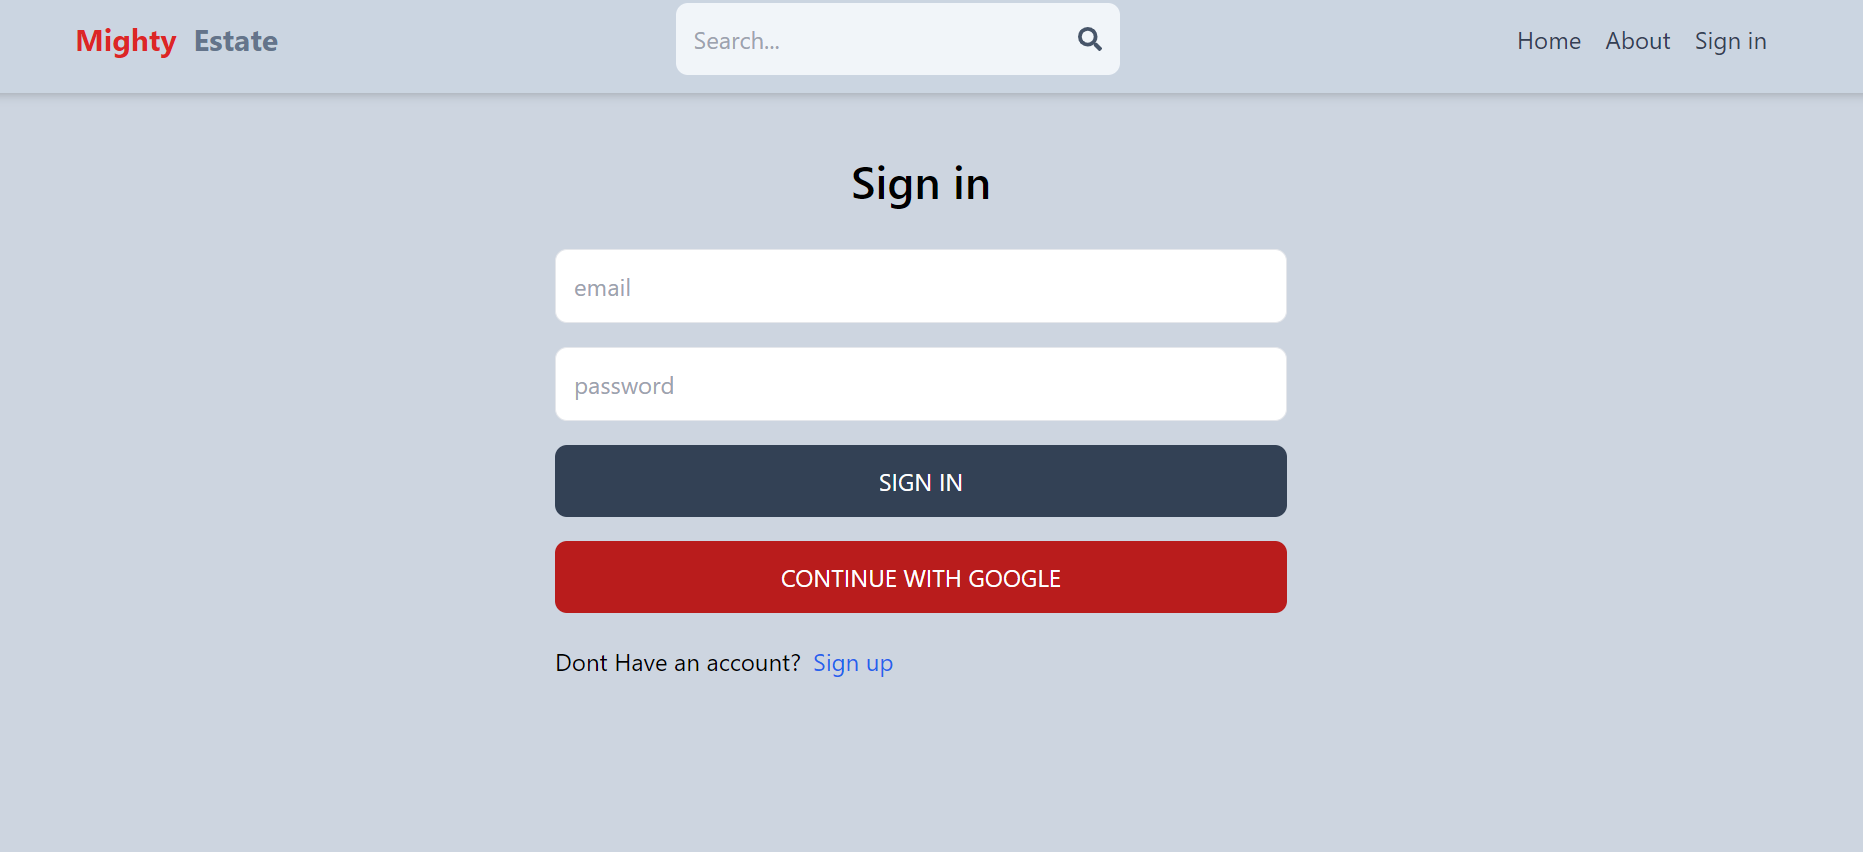 Mighty Estate
Search...
Home About Sign in
Sign in
email
password
SIGN IN
CONTINUE WITH GOOGLE
Dont Have an account? Sign up